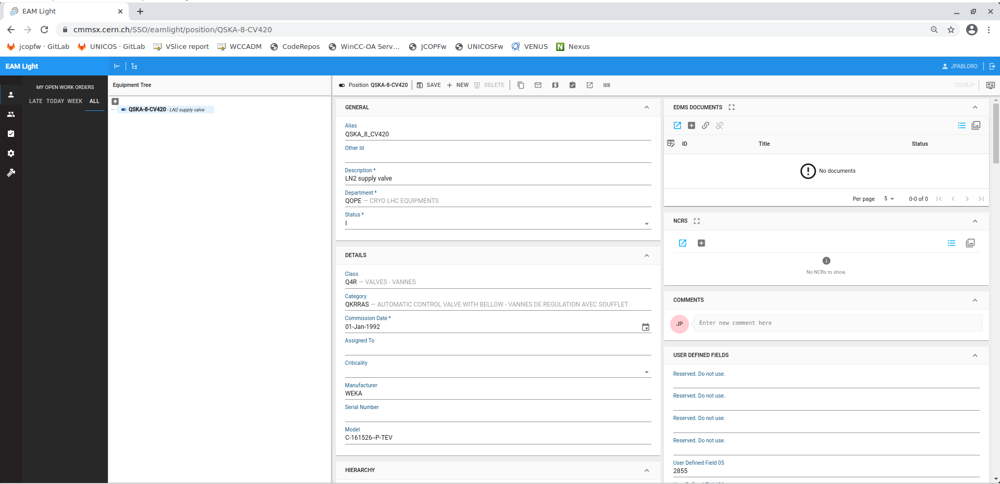 EAM Light
cmmsx.cern.ch/SSO/eamlight/position/QSKA-8-CV420
jcopfw · GitLab UNICOS · GitLab VSlice report WCCADM CodeRepos WinCC-OA Serv... JCOPFw UNICOSFw VENUS Nexus
EAM Light
JPABLORO
MY OPEN WORK ORDERS
LATE TODAY WEEK ALL
Equipment Tree
QSKA-8-CV420 - LN2 supply valve
Position QSKA-8-CV420 SAVE NEW DELETE
OSOBJP
GENERAL
Alias
QSKA_8_CV420
Other Id
Description *
LN2 supply valve
Department *
QOPE — CRYO LHC EQUIPMENTS
Status *
I
DETAILS
Class
Q4R — VALVES - VANNES
Category
QKRRAS — AUTOMATIC CONTROL VALVE WITH BELLOW - VANNES DE REGULATION AVEC SOUFFLET
Commission Date *
01-Jan-1992
Assigned To
Criticality
Manufacturer
WEKA
Serial Number
Model
C-161526--P-TEV
HIERARCHY
EDMS DOCUMENTS
ID Title Status
No documents
Per page 5 0-0 of 0
NCRS
No NCRs to show.
COMMENTS
JP Enter new comment here
USER DEFINED FIELDS
Reserved. Do not use.
Reserved. Do not use.
Reserved. Do not use.
Reserved. Do not use.
User Defined Field 05
2855